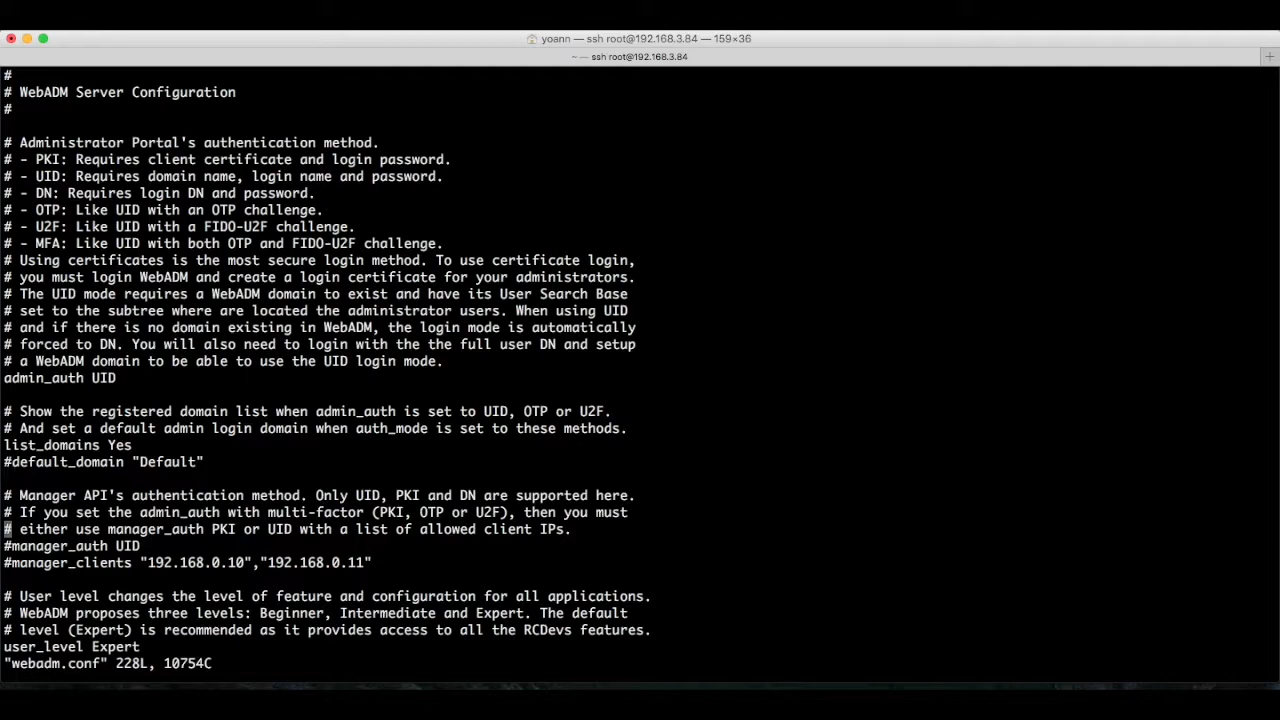 yoann — ssh root@192.168.3.84 — 159×36
~ — ssh root@192.168.3.84
#
# WebADM Server Configuration
#
# Administrator Portal's authentication method.
# - PKI: Requires client certificate and login password.
# - UID: Requires domain name, login name and password.
# - DN: Requires login DN and password.
# - OTP: Like UID with an OTP challenge.
# - U2F: Like UID with a FIDO-U2F challenge.
# - MFA: Like UID with both OTP and FIDO-U2F challenge.
# Using certificates is the most secure login method. To use certificate login,
# you must login WebADM and create a login certificate for your administrators.
# The UID mode requires a WebADM domain to exist and have its User Search Base
# set to the subtree where are located the administrator users. When using UID
# and if there is no domain existing in WebADM, the login mode is automatically
# forced to DN. You will also need to login with the the full user DN and setup
# a WebADM domain to be able to use the UID login mode.
admin_auth UID
# Show the registered domain list when admin_auth is set to UID, OTP or U2F.
# And set a default admin login domain when auth_mode is set to these methods.
list_domains Yes
#default_domain "Default"
# Manager API's authentication method. Only UID, PKI and DN are supported here.
# If you set the admin_auth with multi-factor (PKI, OTP or U2F), then you must
# either use manager_auth PKI or UID with a list of allowed client IPs.
#manager_auth UID
#manager_clients "192.168.0.10","192.168.0.11"
# User level changes the level of feature and configuration for all applications.
# WebADM proposes three levels: Beginner, Intermediate and Expert. The default
# level (Expert) is recommended as it provides access to all the RCDevs features.
user_level Expert
"webadm.conf" 228L, 10754C